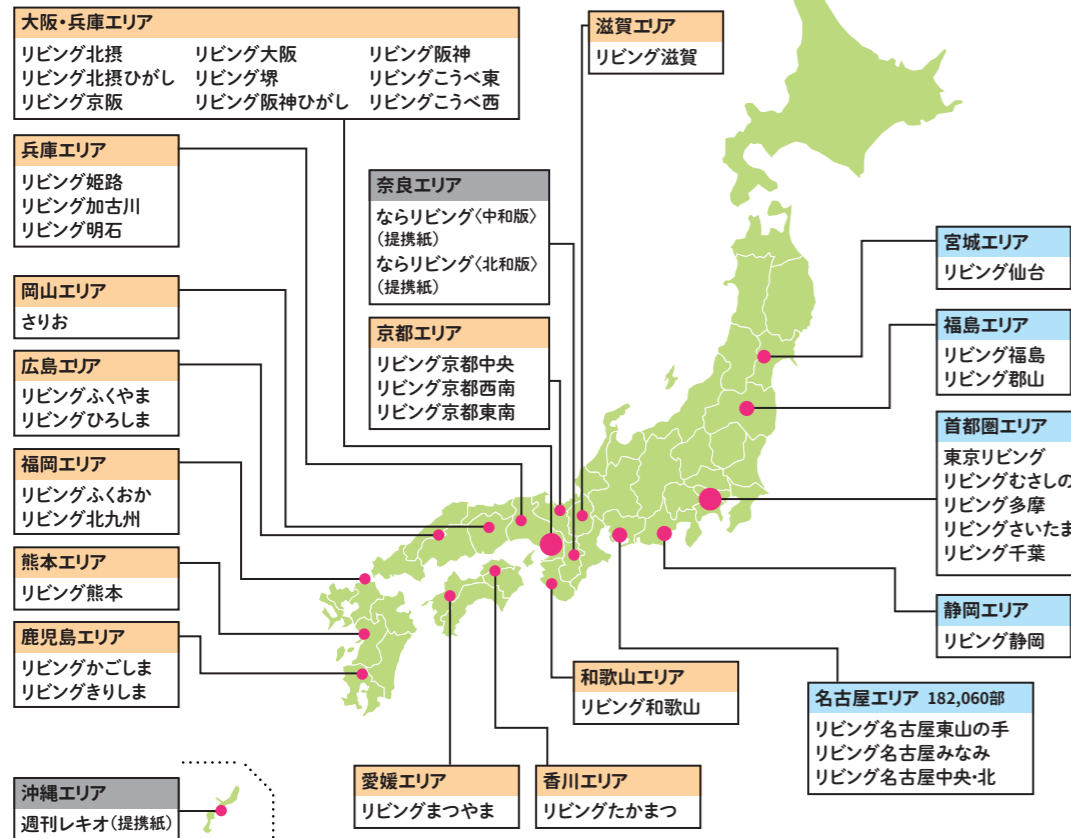 大阪・兵庫エリア
リビング北摂 リビング大阪 リビング阪神
リビング北摂ひがし リビング堺 リビングこうべ東
リビング京阪 リビング阪神ひがし リビングこうべ西
滋賀エリア
リビング滋賀
兵庫エリア
リビング姫路
リビング加古川
リビング明石
奈良エリア
ならリビング〈中和版〉
（提携紙）
ならリビング〈北和版〉
（提携紙）
宮城エリア
リビング仙台
岡山エリア
さりお
京都エリア
リビング京都中央
リビング京都西南
リビング京都東南
福島エリア
リビング福島
リビング郡山
広島エリア
リビングふくやま
リビングひろしま
首都圏エリア
東京リビング
リビングむさしの
リビング多摩
リビングさいたま
リビング千葉
福岡エリア
リビングふくおか
リビング北九州
熊本エリア
リビング熊本
静岡エリア
リビング静岡
鹿児島エリア
リビングかごしま
リビングきりしま
和歌山エリア
リビング和歌山
名古屋エリア 182,060部
リビング名古屋東山の手
リビング名古屋みなみ
リビング名古屋中央・北
愛媛エリア
リビングまつやま
香川エリア
リビングたかまつ
沖縄エリア
週刊レキオ（提携紙）